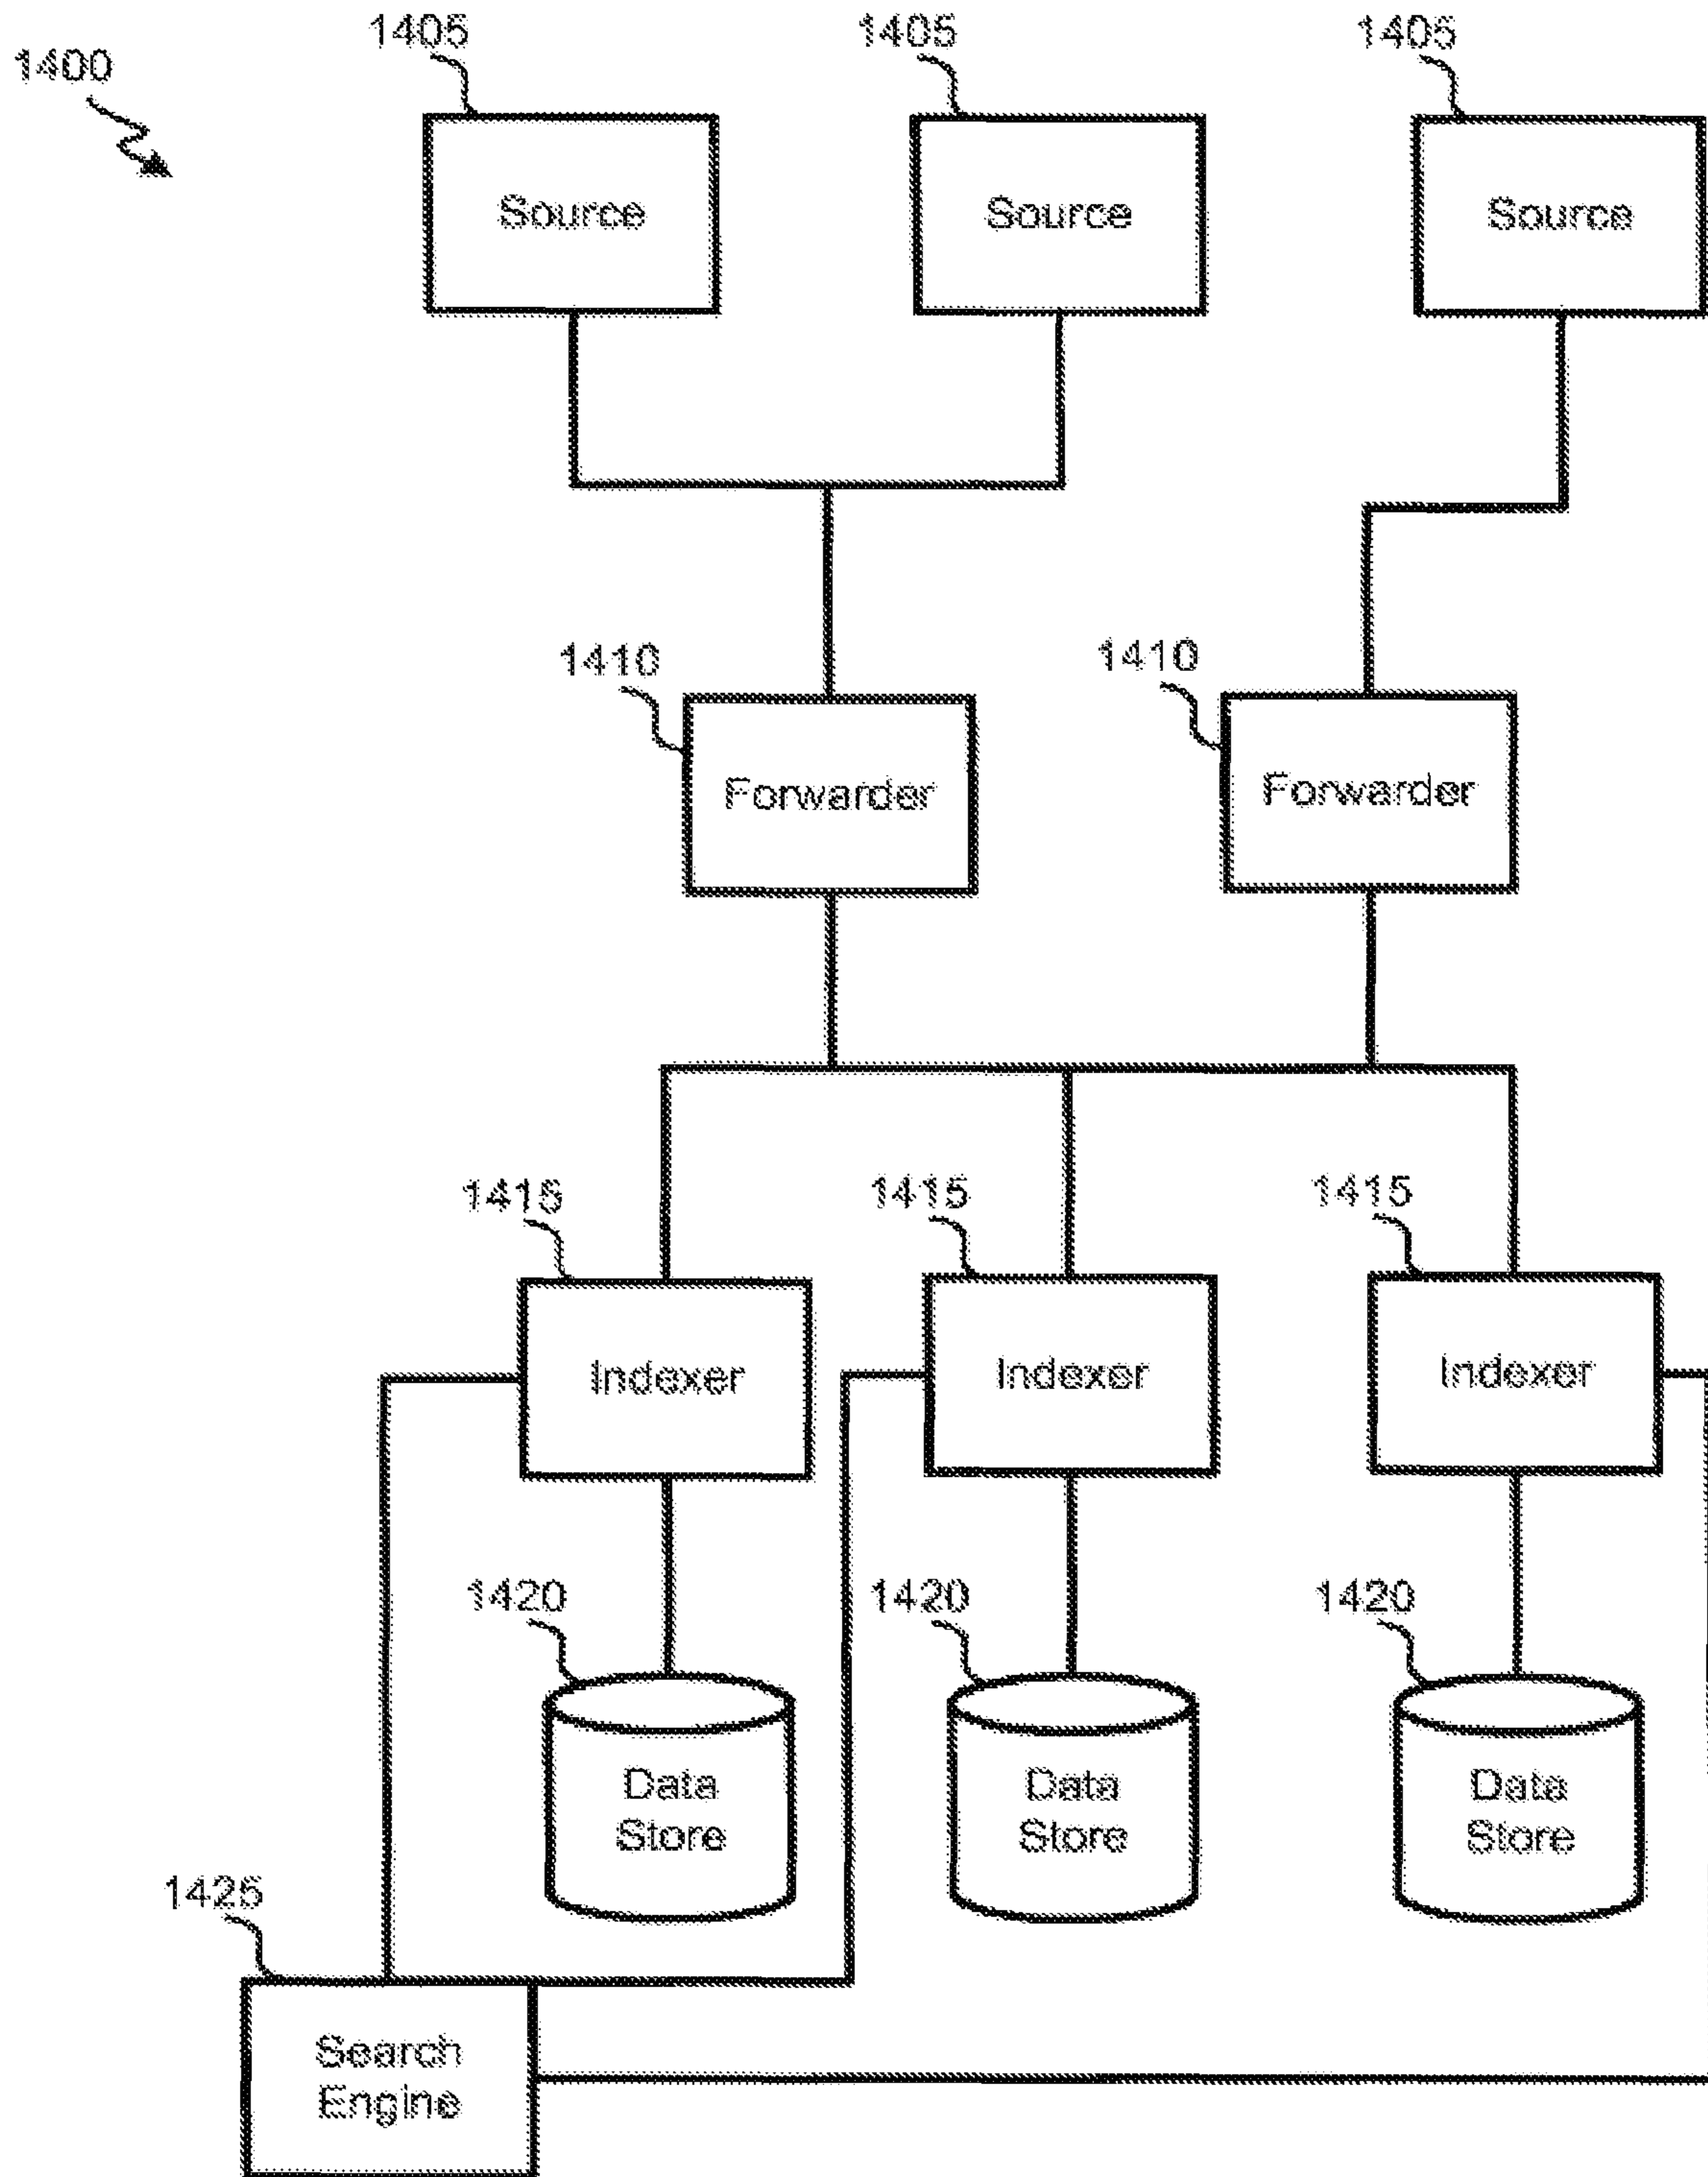 1400
1405
1405
1405
Source
Source
Source
1410
1410
Forwarder
Forwarder
1415
1415
1415
Indexer
Indexer
Indexer
1420
1420
1420
Data
Store
Data
Store
Data
Store
1425
Search
Engine